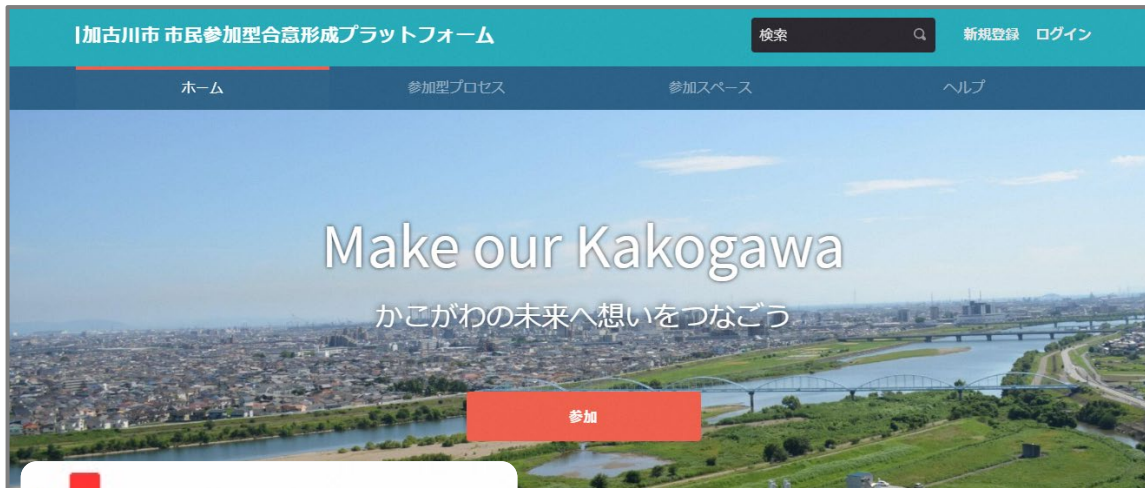 加古川市 市民参加型合意形成プラットフォーム
検索
新規登録 ログイン
ホーム 参加型プロセス 参加スペース ヘルプ
Make our Kakogawa
かこがわの未来へ想いをつなごう
参加